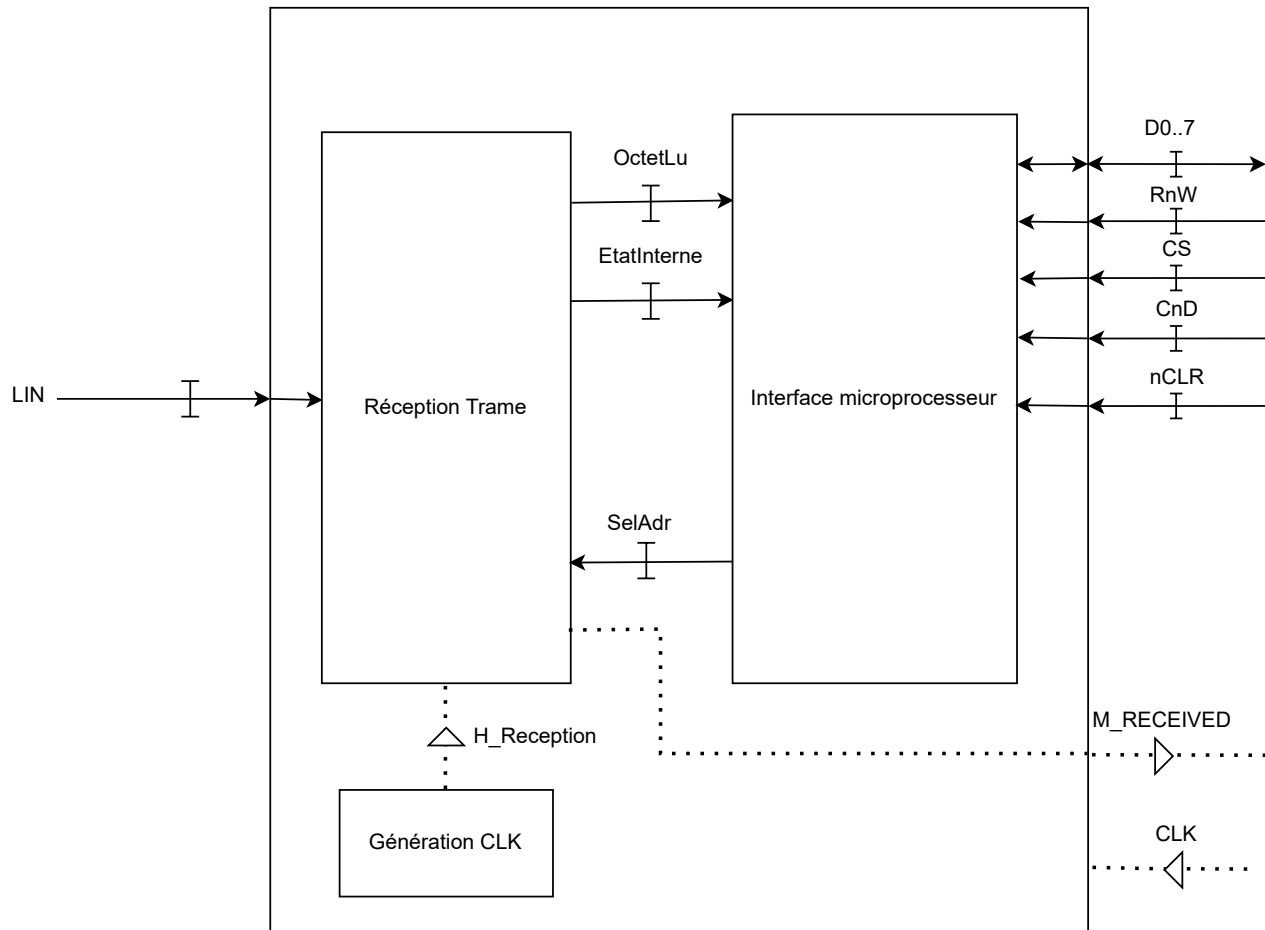 D0..7
OctetLu
RnW
EtatInterne
CS
CnD
nCLR
LIN
Réception Trame
Interface microprocesseur
SelAdr
M_RECEIVED
H_Reception
CLK
Génération CLK